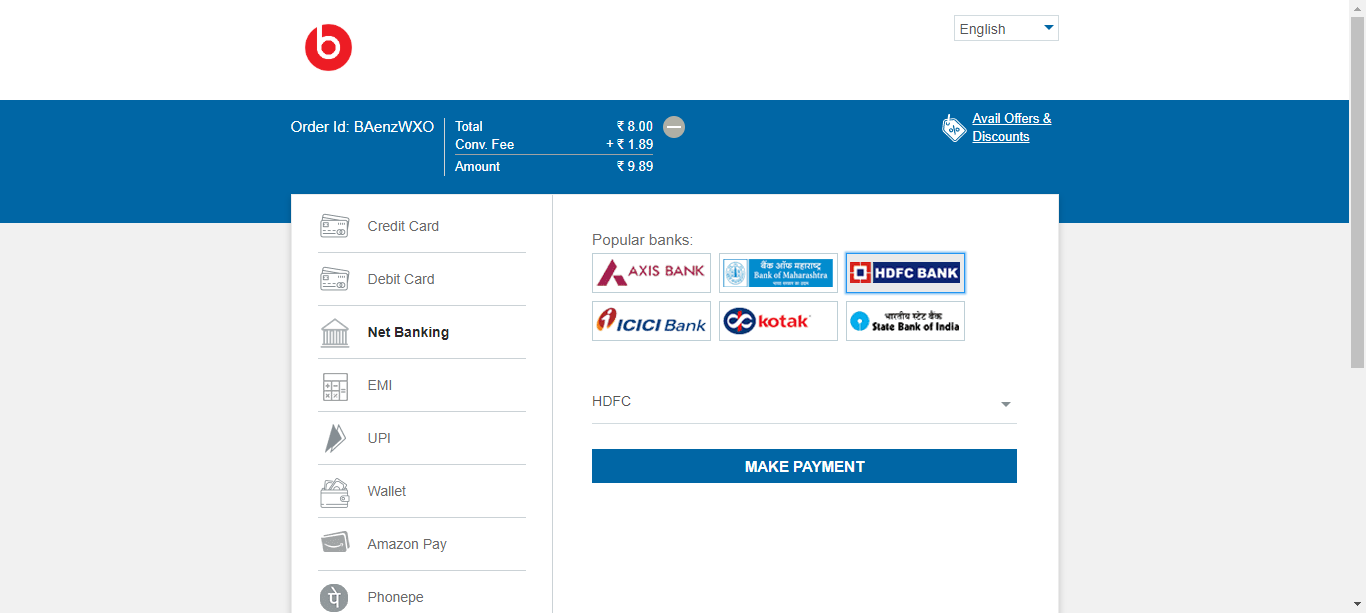 b
English
Order Id: BAenzWXO
Total ₹ 8.00
Conv. Fee + ₹ 1.89
Amount ₹ 9.89
%
Avail Offers &
Discounts
Credit Card
Debit Card
Net Banking
EMI
UPI
Wallet
Amazon Pay
पे
Phonepe
Popular banks:
AXIS BANK
बैंक ऑफ महाराष्ट्र
Bank of Maharashtra
HDFC BANK
ICICI Bank
kotak
भारतीय स्टेट बैंक
State Bank of India
HDFC
MAKE PAYMENT